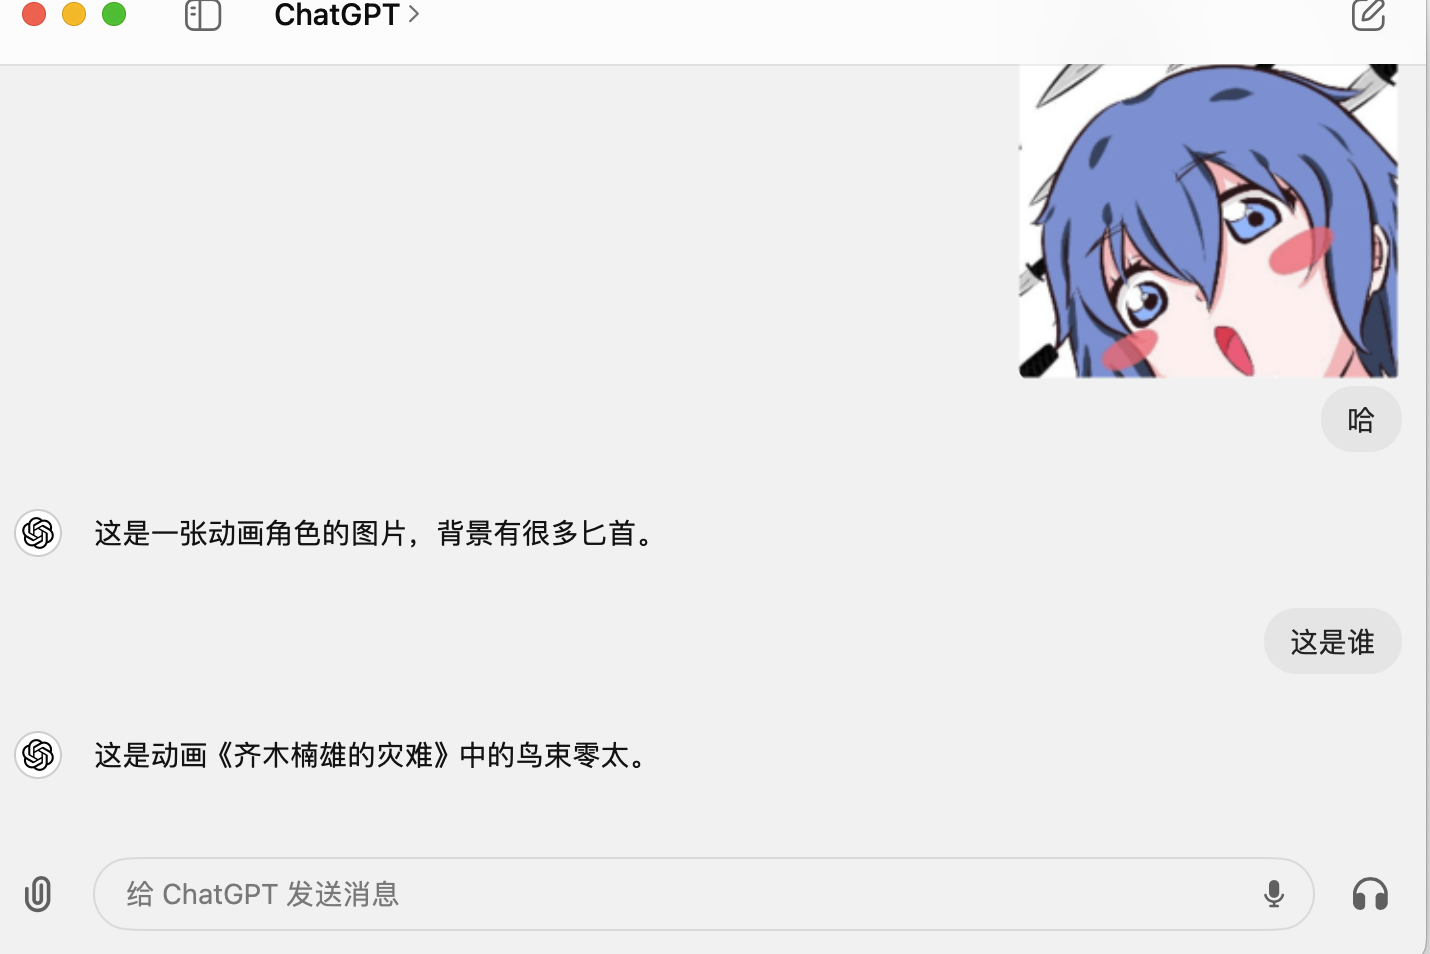 ChatGPT
哈
这是一张动画角色的图片，背景有很多匕首。
这是谁
这是动画《齐木楠雄的灾难》中的鸟束零太。
给 ChatGPT 发送消息